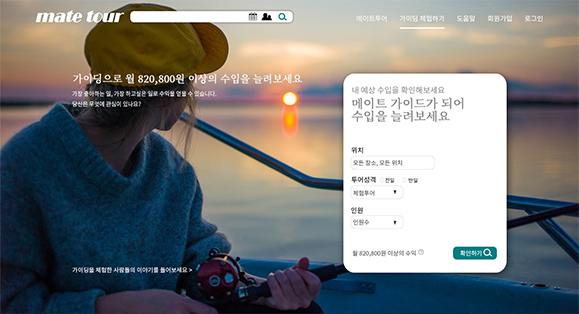 mate tour
메이트투어 가이딩 체험하기 도움말 회원가입 로그인
가이딩으로 월 820,800원 이상의 수입을 늘려보세요
가장 좋아하는 일, 가장 하고싶은 일로 수익을 얻을 수 있습니다.
당신은 무엇에 관심이 있나요?
내 예상 수입을 확인해보세요
메이트 가이드가 되어
수입을 늘려보세요
위치
모든 장소, 모든 위치
투어성격 전일 반일
체험투어
인원
인원수
월 820,800원 이상의 수익 ?
확인하기
가이딩을 체험한 사람들의 이야기를 들어보세요 >